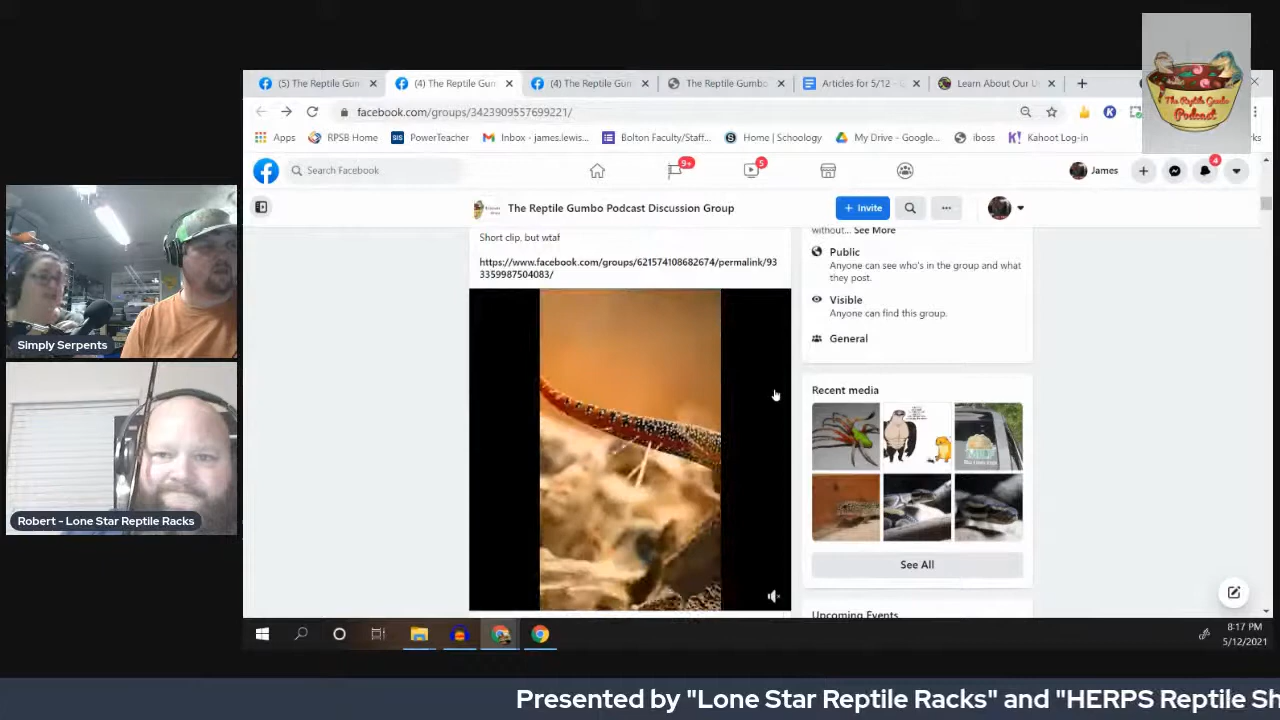 (5) The Reptile Gum
(4) The Reptile Gum
(4) The Reptile Gum
The Reptile Gumbo
Articles for 5/12 - G
Learn About Our U
facebook.com/groups/3423909557699221/
Apps
RPSB Home
SIS
PowerTeacher
Inbox - james.lewis...
Bolton Faculty/Staff...
Home | Schoology
My Drive - Google...
iboss
Kahoot Log-in
The Reptile Gumbo
Podcast
Search Facebook
9+
5
James
4
The Reptile Gumbo Podcast Discussion Group
+ Invite
Short clip, but wtaf
https://www.facebook.com/groups/621574108682674/permalink/93
3359987504083/
without... See More
Public
Anyone can see who's in the group and what
they post.
Visible
Anyone can find this group.
General
Recent media
See All
Upcoming Events
Simply Serpents
Robert - Lone Star Reptile Racks
8:17 PM
5/12/2021
Presented by "Lone Star Reptile Racks" and "HERPS Reptile Sh